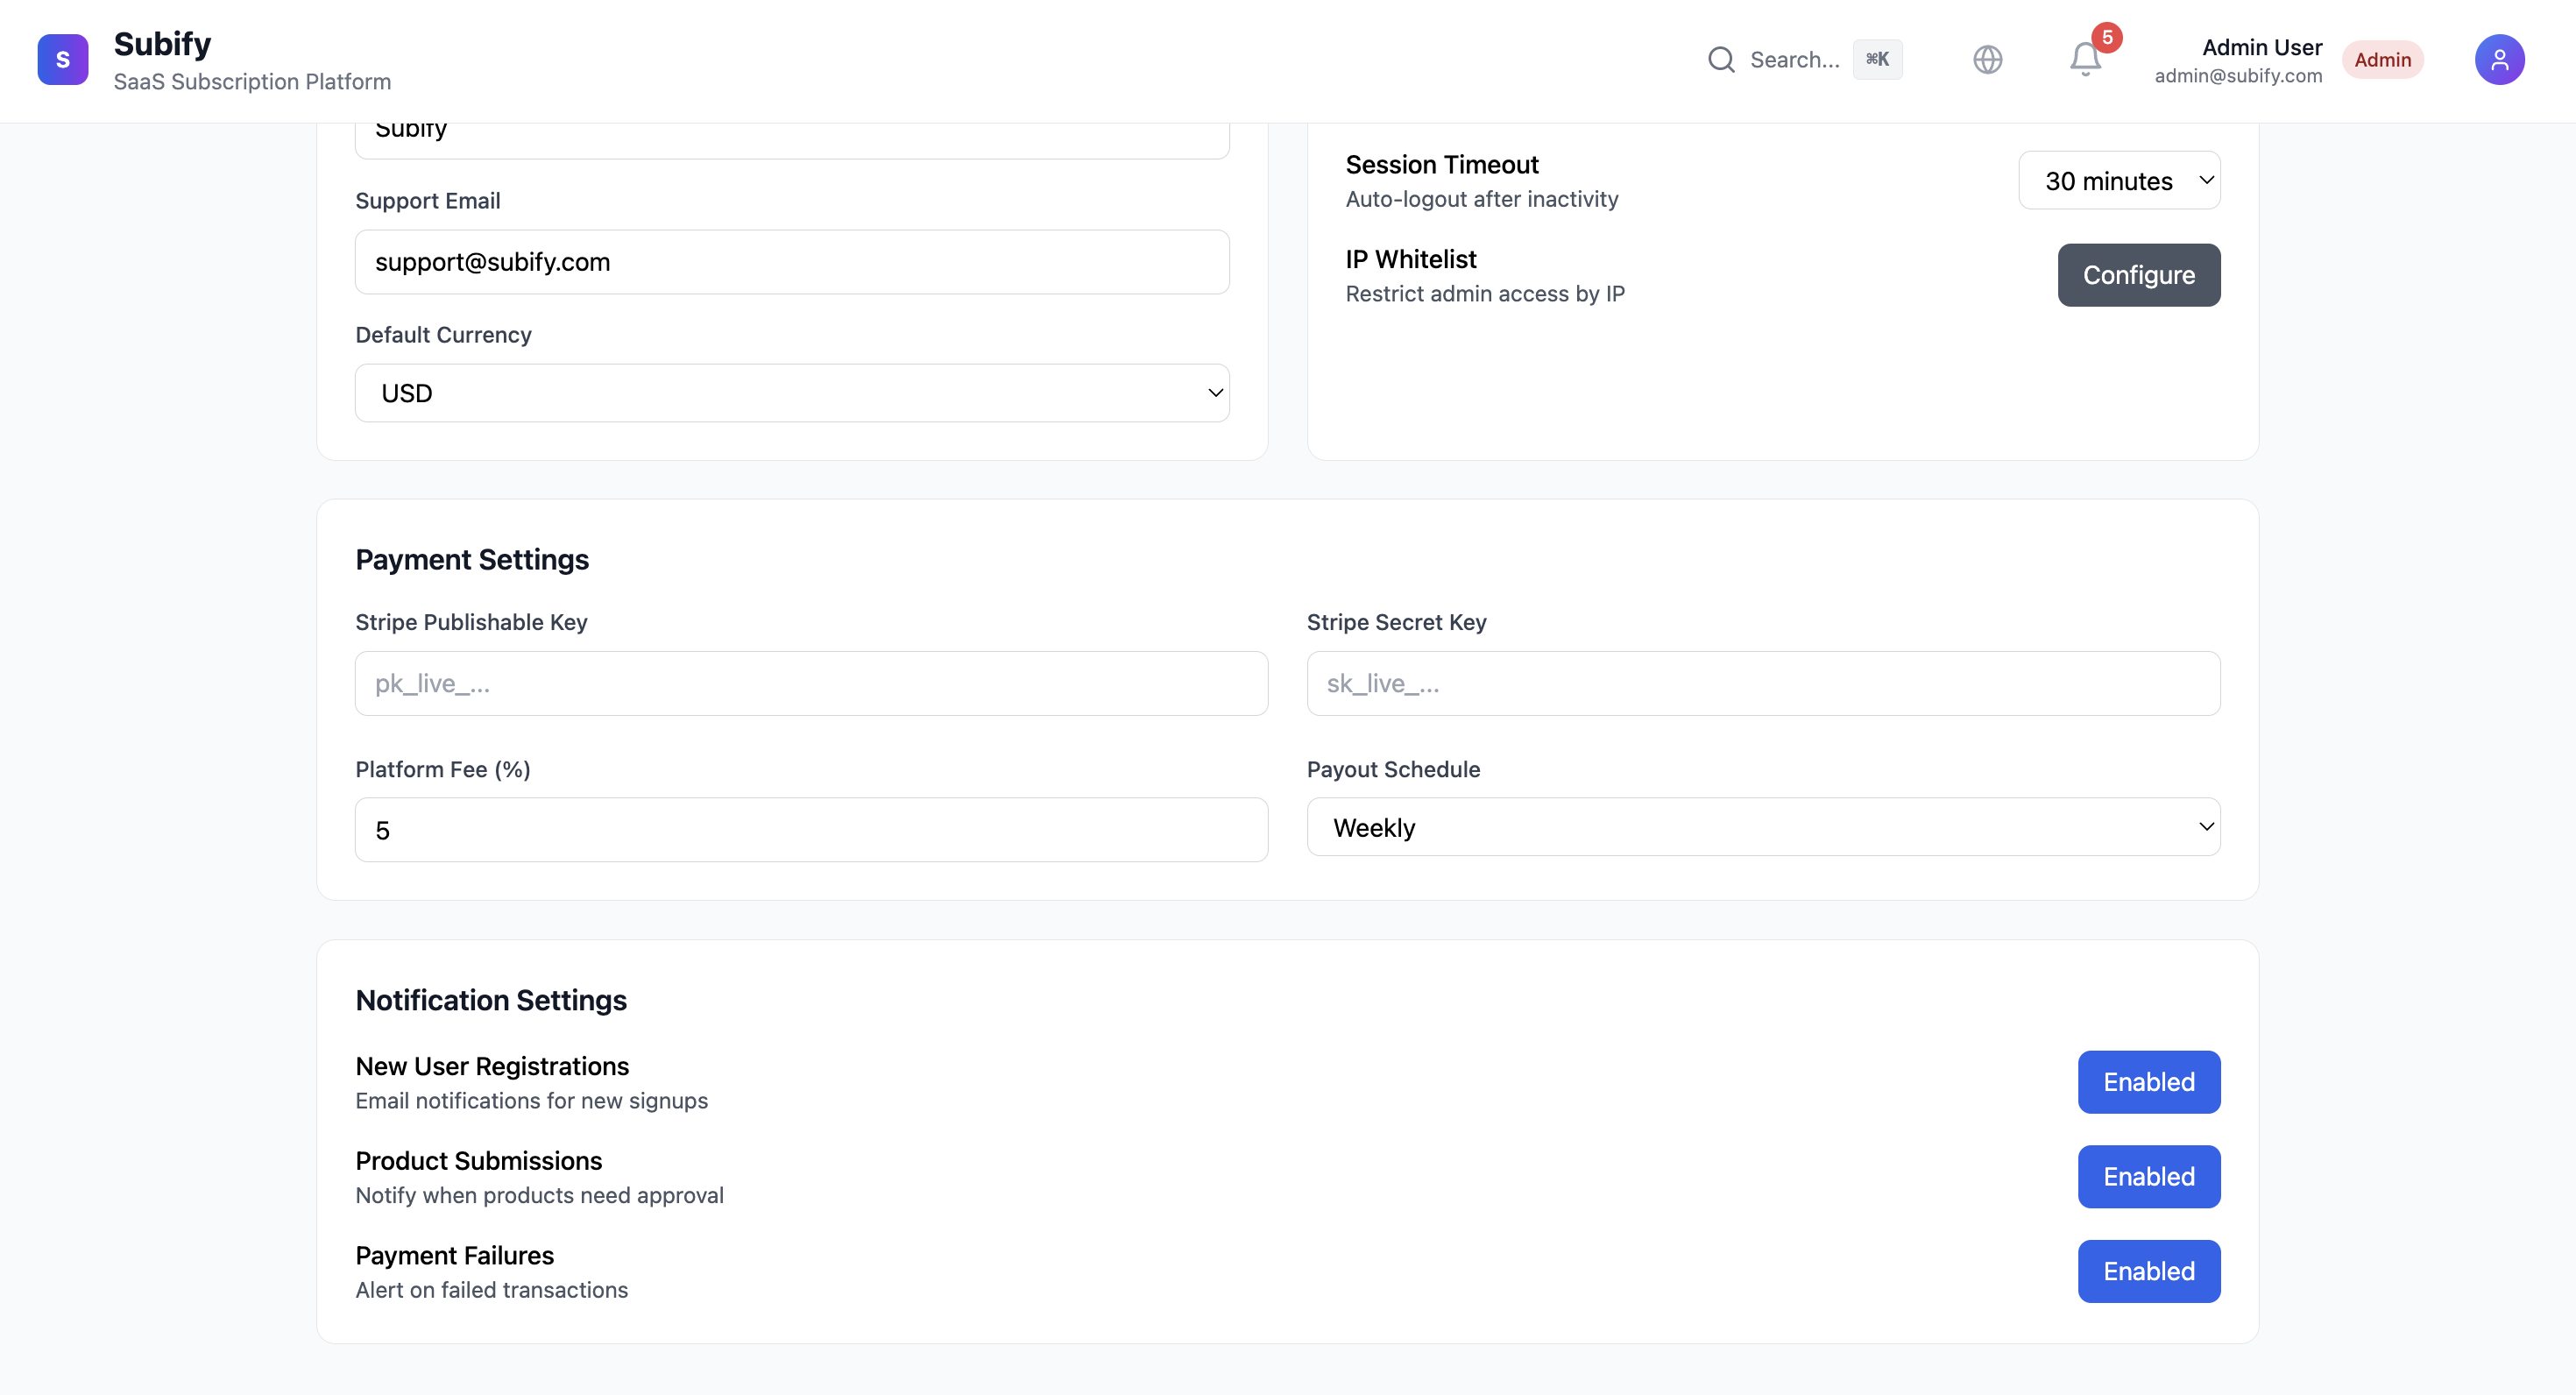 S
Subify
SaaS Subscription Platform
Search...
⌘K
5
Admin User
admin@subify.com
Admin
Subify
Support Email
support@subify.com
Default Currency
USD
Session Timeout
Auto-logout after inactivity
30 minutes
IP Whitelist
Restrict admin access by IP
Configure
Payment Settings
Stripe Publishable Key
pk_live_...
Stripe Secret Key
sk_live_...
Platform Fee (%)
5
Payout Schedule
Weekly
Notification Settings
New User Registrations
Email notifications for new signups
Enabled
Product Submissions
Notify when products need approval
Enabled
Payment Failures
Alert on failed transactions
Enabled